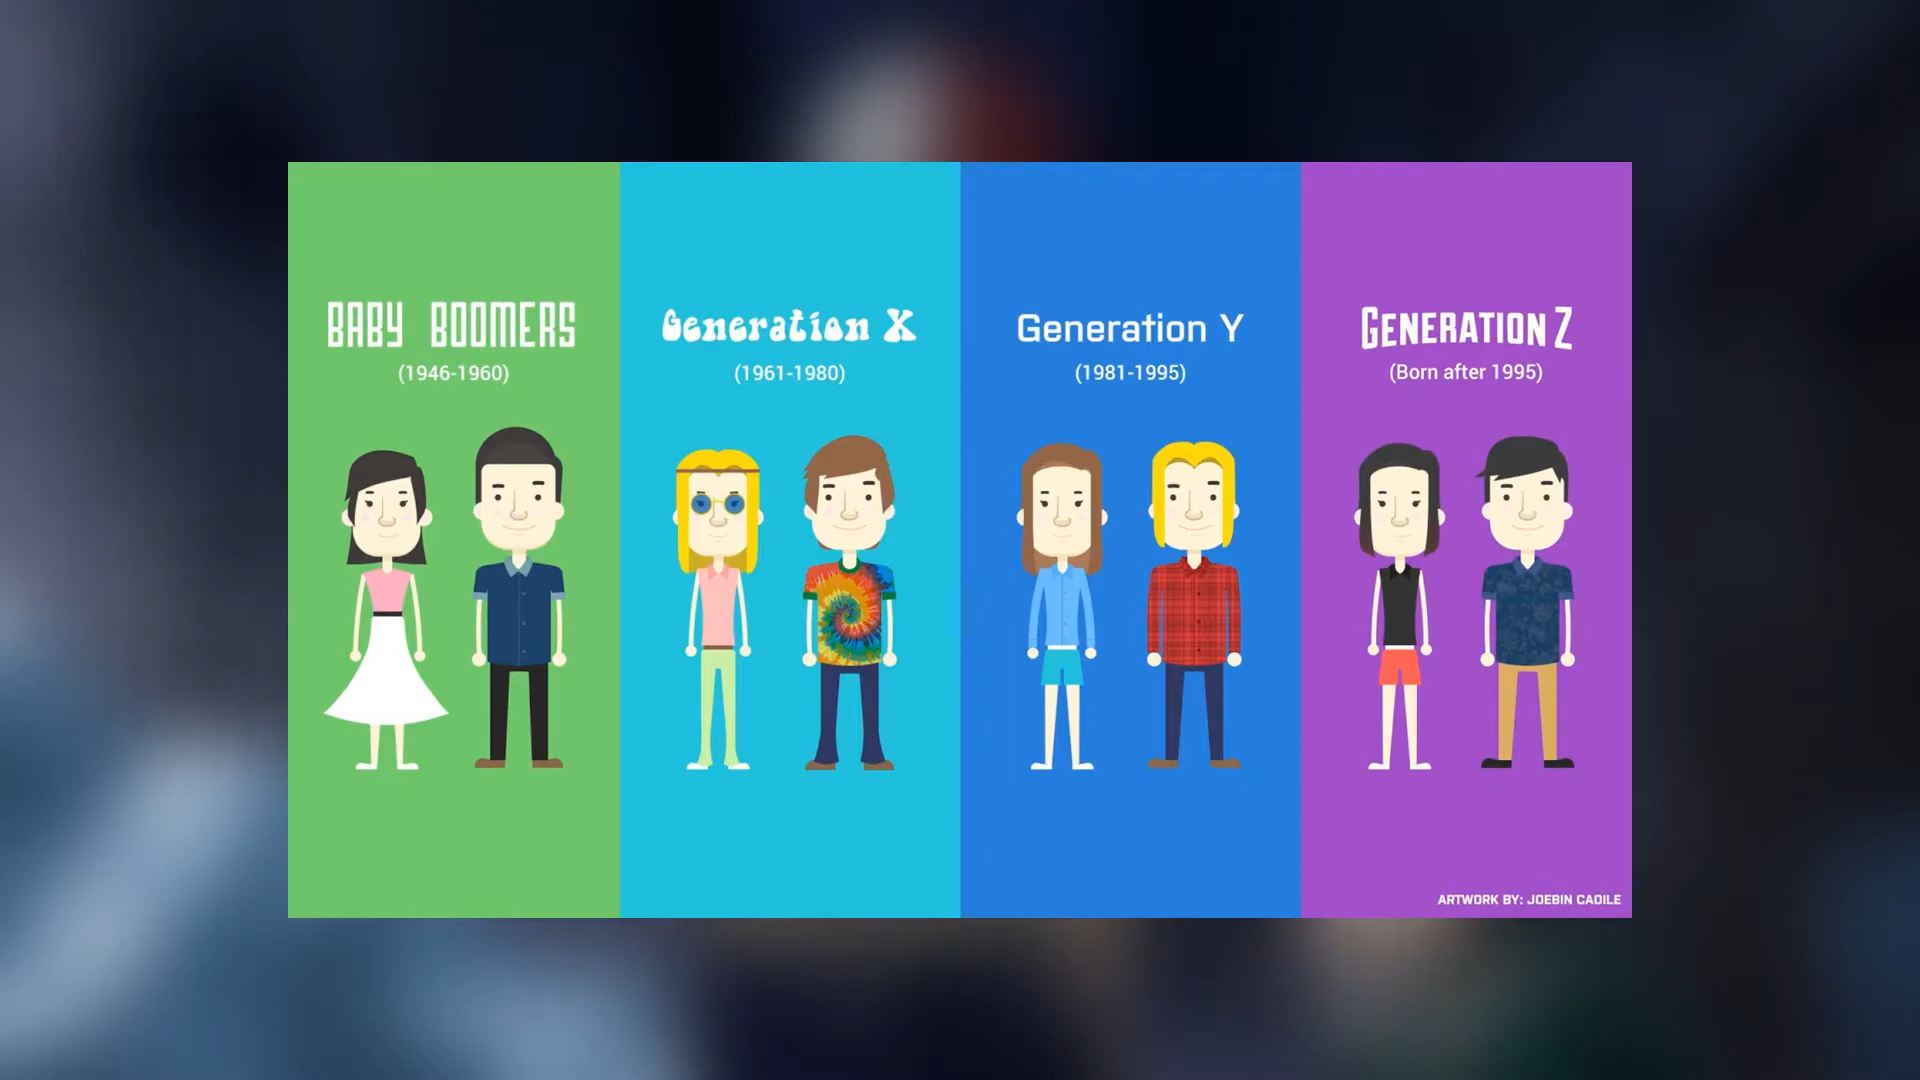 BABY BOOMERS
(1946-1960)
Generation X
(1961-1980)
Generation Y
(1981-1995)
GENERATION Z
(Born after 1995)
ARTWORK BY: JOEBIN CADILE